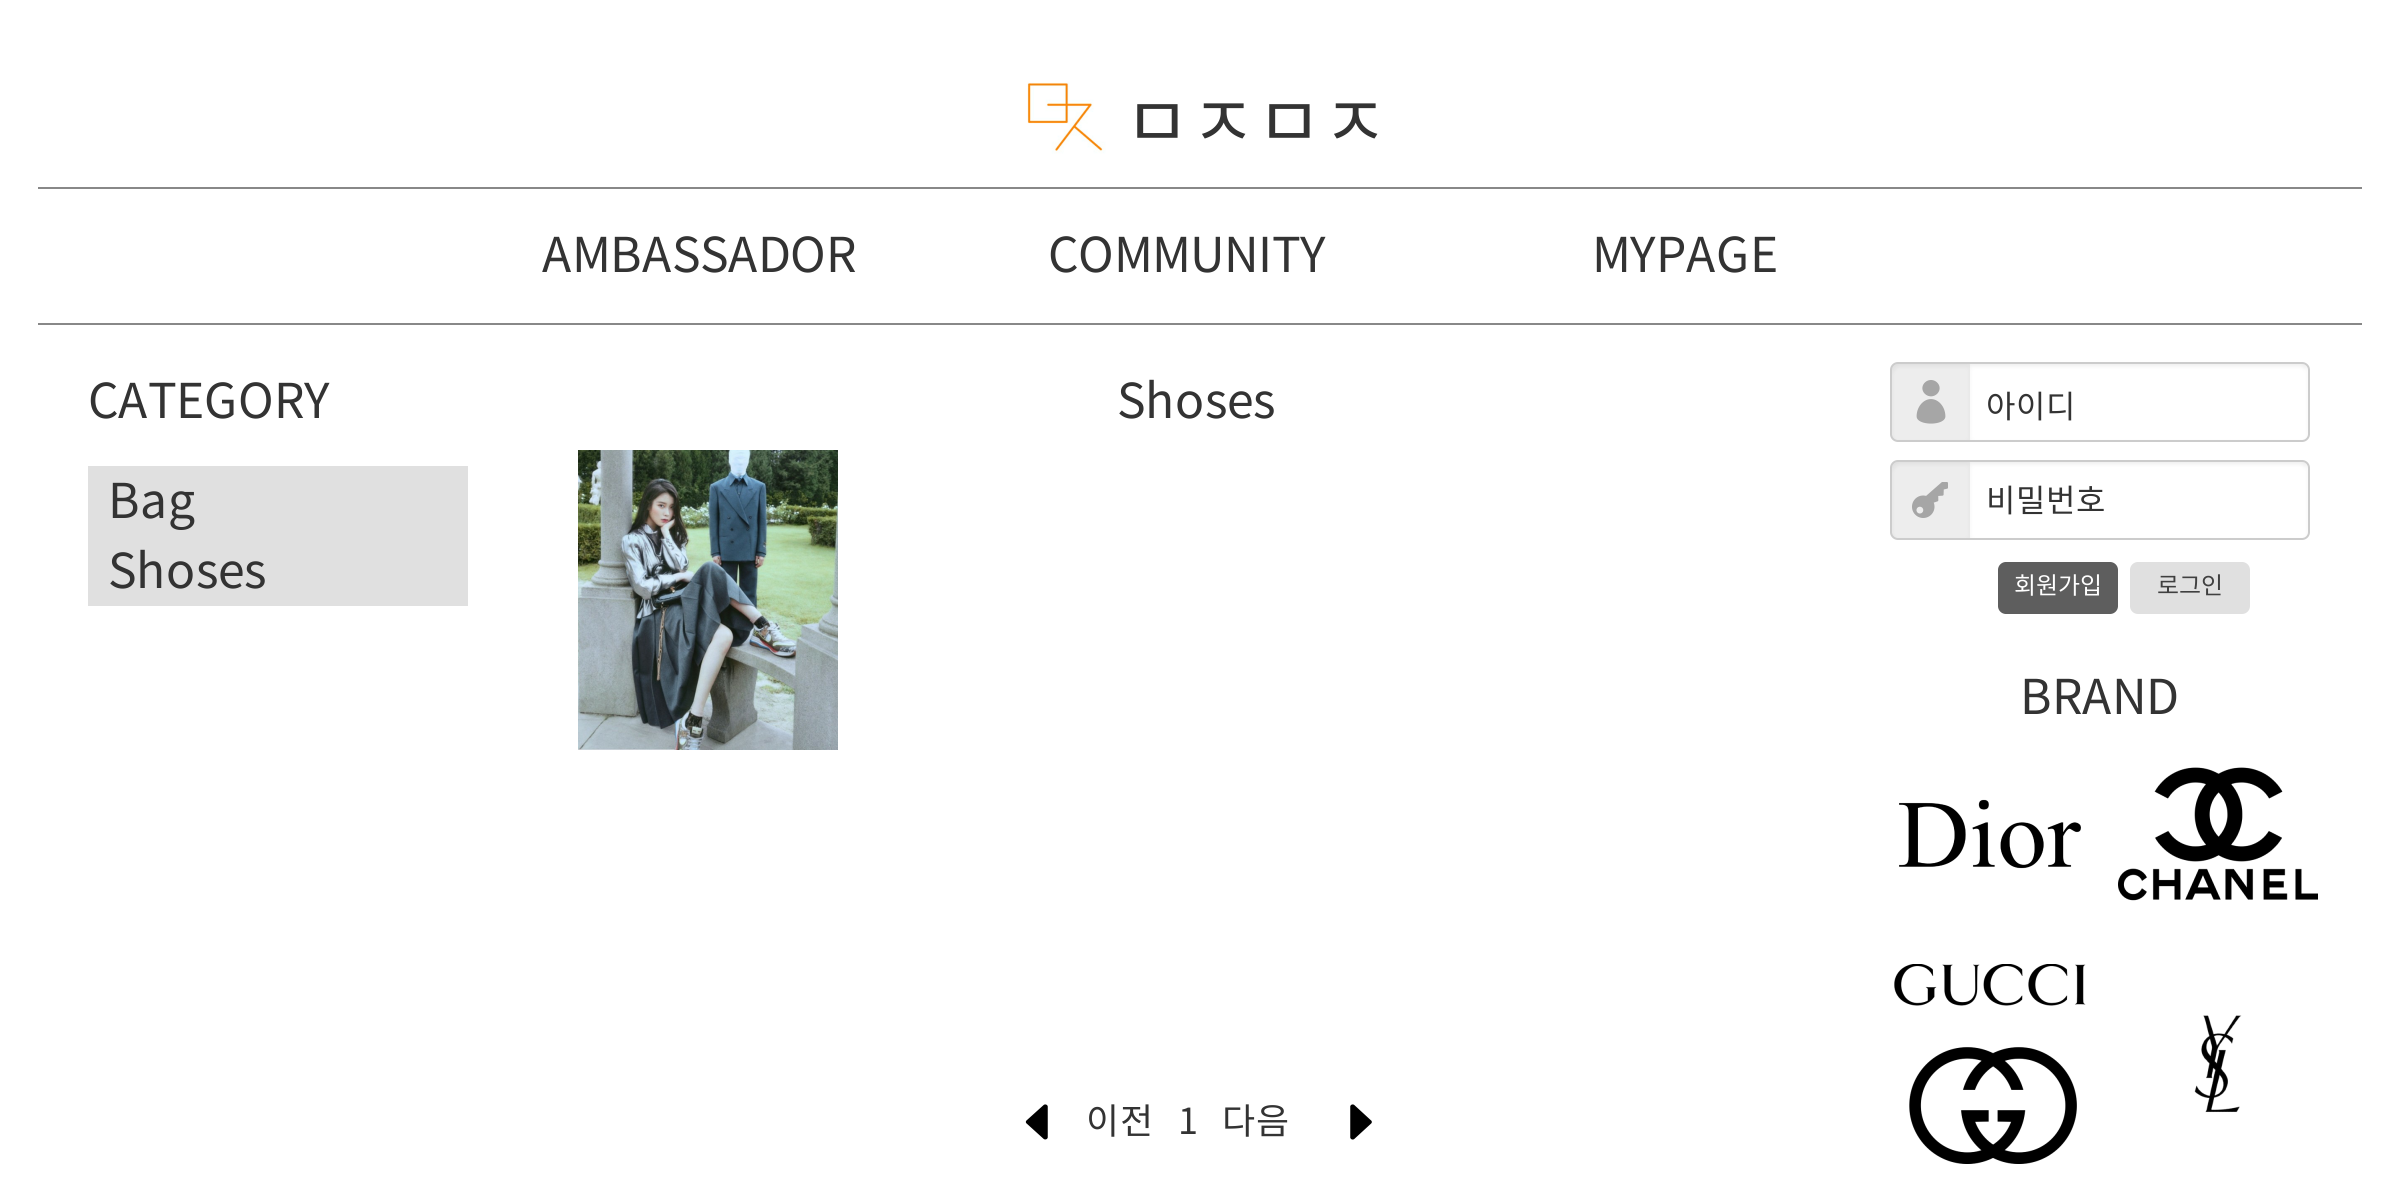 ㅁㅈㅁㅈ
AMBASSADOR COMMUNITY MYPAGE
CATEGORY
Bag
Shoses
Shoses
아이디
비밀번호
회원가입 로그인
BRAND
Dior
CHANEL
GUCCI
YSL
이전 1 다음